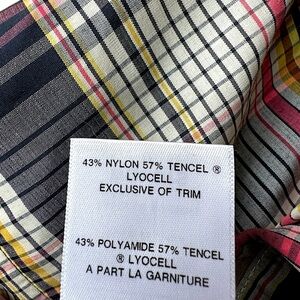 43% NYLON 57% TENCEL ®
LYOCELL
EXCLUSIVE OF TRIM
43% POLYAMIDE 57% TENCEL
® LYOCELL
A PART LA GARNITURE